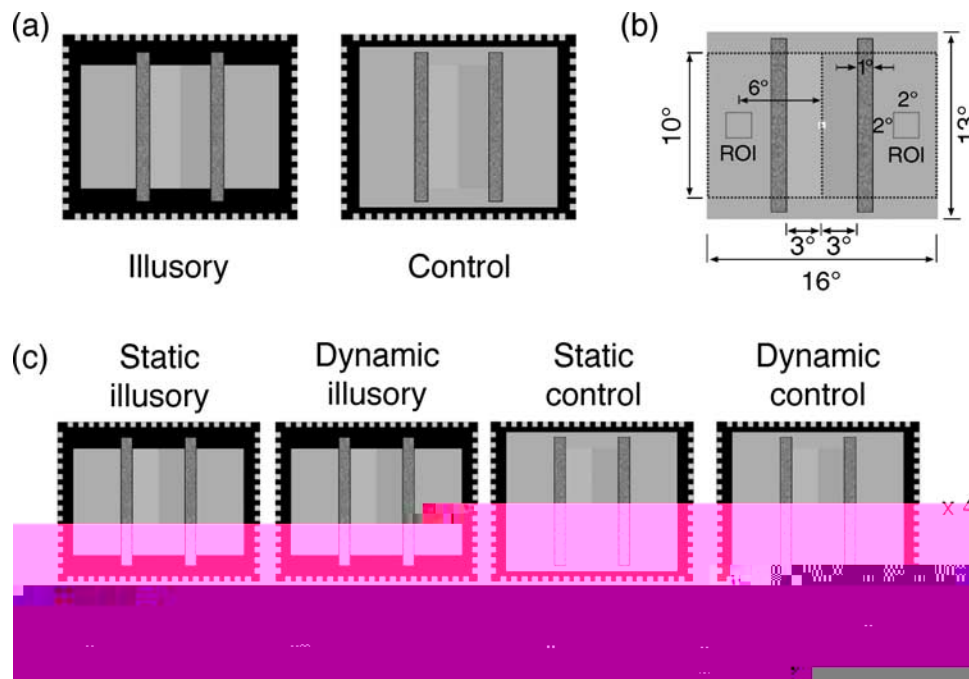 (a)
Illusory
Control
(b)
1°
6°
2°
2°
10°
13°
ROI
ROI
3°
3°
16°
(c)
Static
illusory
Dynamic
illusory
Static
control
Dynamic
control
x 4